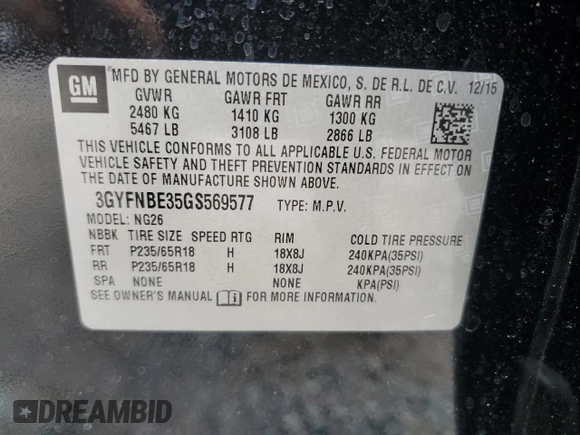 GM MFD BY GENERAL MOTORS DE MEXICO, S. DE R.L. DE C.V. 12/15
GVWR GAWR FRT GAWR RR
2480 KG 1410 KG 1300 KG
5467 LB 3108 LB 2866 LB
THIS VEHICLE CONFORMS TO ALL APPLICABLE U.S. FEDERAL MOTOR
VEHICLE SAFETY AND THEFT PREVENTION STANDARDS IN EFFECT ON
THE DATE OF MANUFACTURE SHOWN ABOVE.
3GYFNBE35GS569577 TYPE: M.P.V.
MODEL: NG26
NBBK TIRE SIZE SPEED RTG RIM COLD TIRE PRESSURE
FRT P235/65R18 H 18X8J 240KPA(35PSI)
RR P235/65R18 H 18X8J 240KPA(35PSI)
SPA NONE NONE KPA(PSI)
SEE OWNER'S MANUAL FOR MORE INFORMATION.
DREAMBID